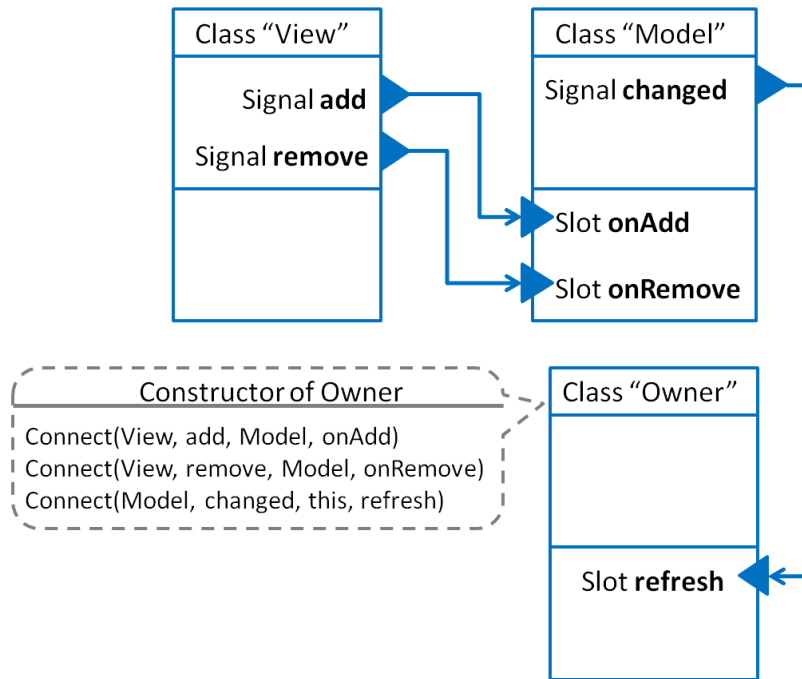 Class “View”
Signal add
Signal remove
Class “Model”
Signal changed
Slot onAdd
Slot onRemove
Constructor of Owner
Connect(View, add, Model, onAdd)
Connect(View, remove, Model, onRemove)
Connect(Model, changed, this, refresh)
Class “Owner”
Slot refresh